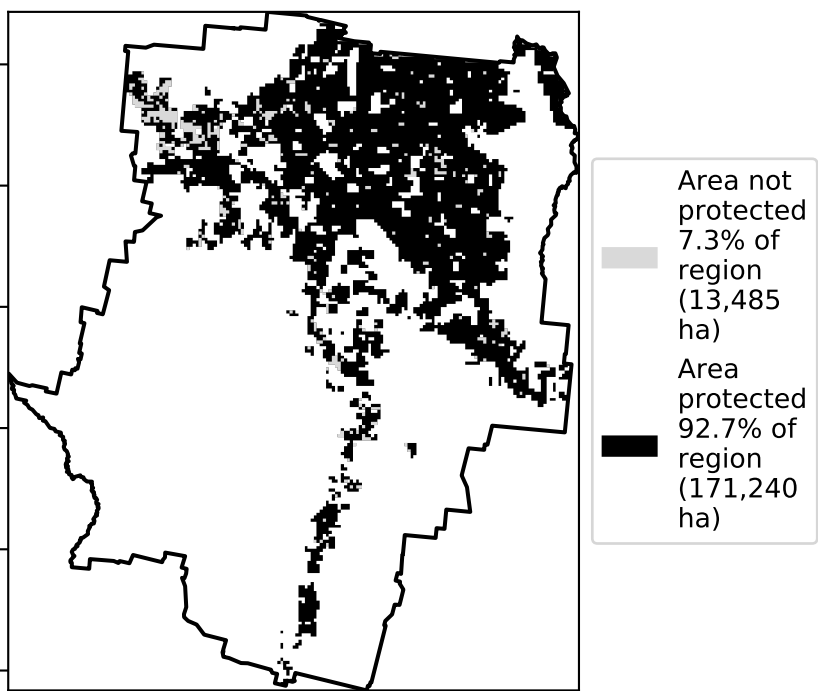 Area not
protected
7.3% of
region
(13,485
ha)
Area
protected
92.7% of
region
(171,240
ha)